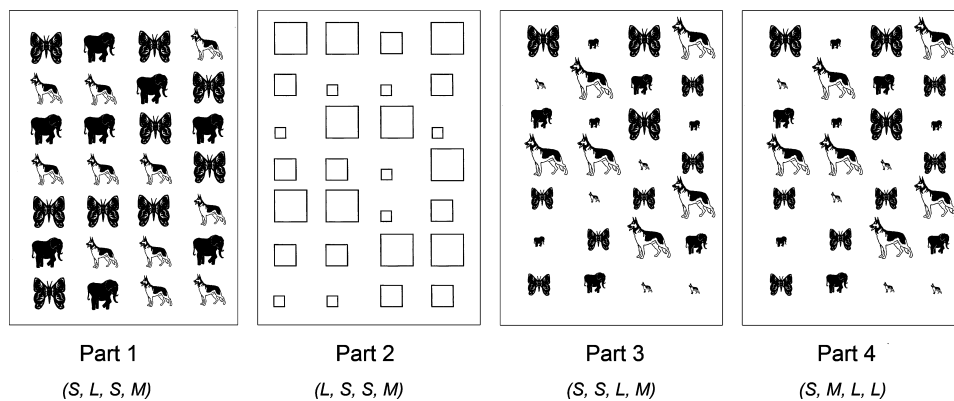 Part 1 Part 2 Part 3 Part 4
(S, L, S, M) (L, S, S, M) (S, S, L, M) (S, M, L, L)